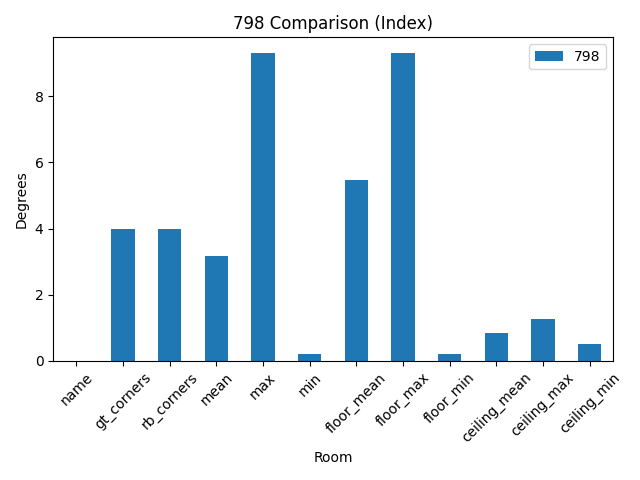 798 Comparison (Index)
798
Degrees
8
6
4
2
0
name
gt_corners
rb_corners
mean
max
min
floor_mean
floor_max
floor_min
ceiling_mean
ceiling_max
ceiling_min
Room